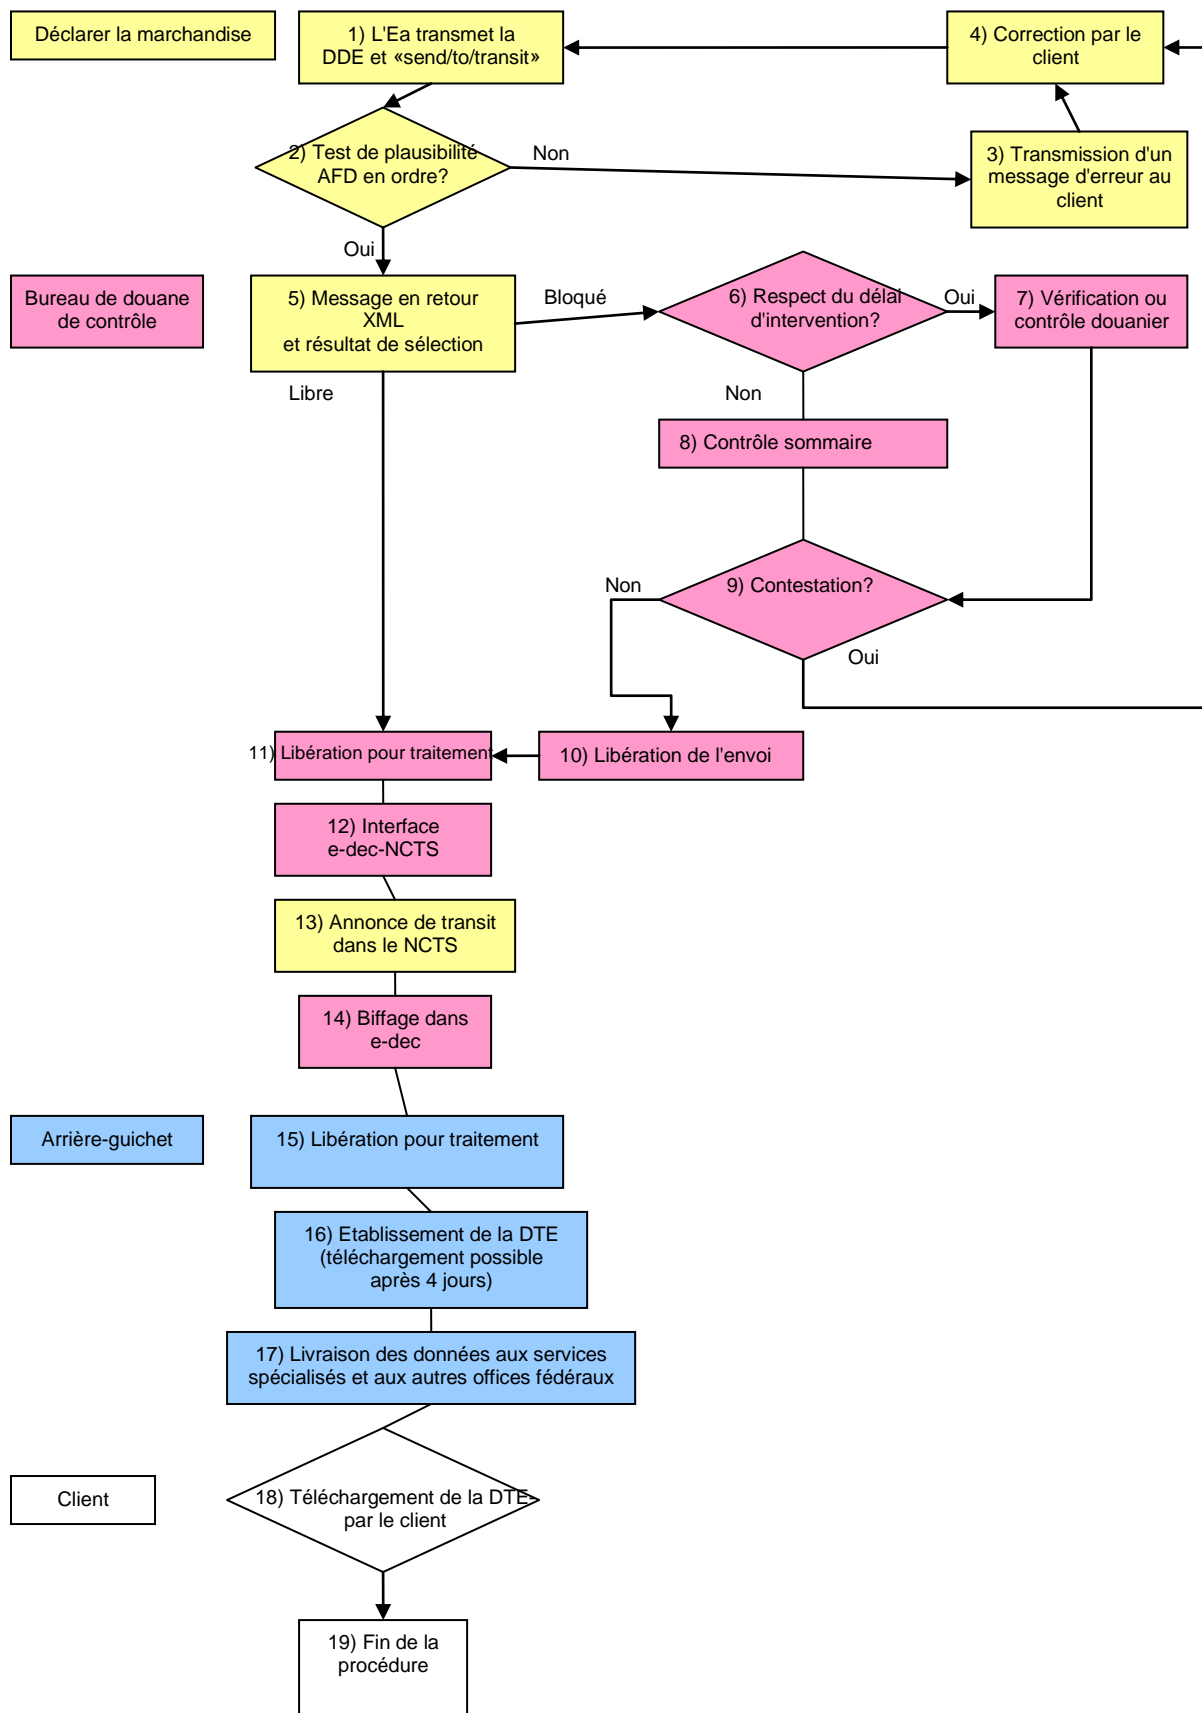 Déclarer la marchandise
1) L'Ea transmet la
DDE et «send/to/transit»
4) Correction par le
client
2) Test de plausibilité
AFD en ordre?
Non
3) Transmission d'un
message d'erreur au
client
Oui
Bureau de douane
de contrôle
5) Message en retour
XML
et résultat de sélection
Bloqué
6) Respect du délai
d'intervention?
Oui
7) Vérification ou
contrôle douanier
Libre
Non
8) Contrôle sommaire
Non
9) Contestation?
Oui
11) Libération pour traitement
10) Libération de l'envoi
12) Interface
e-dec-NCTS
13) Annonce de transit
dans le NCTS
14) Biffage dans
e-dec
Arrière-guichet
15) Libération pour traitement
16) Etablissement de la DTE
(téléchargement possible
après 4 jours)
17) Livraison des données aux services
spécialisés et aux autres offices fédéraux
Client
18) Téléchargement de la DTE-
par le client
19) Fin de la
procédure